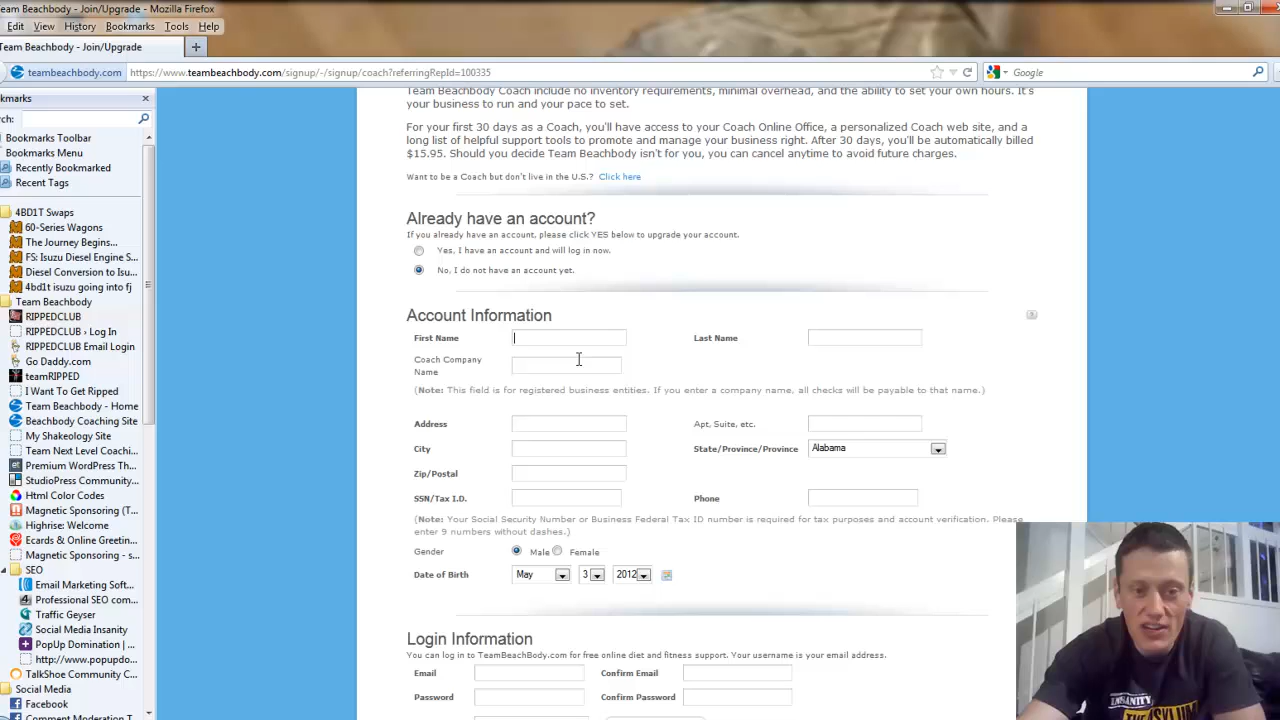 Team Beachbody - Join/Upgrade - Mozilla Firefox
Edit View History Bookmarks Tools Help
Team Beachbody - Join/Upgrade +
teambeachbody.com https://www.teambeachbody.com/signup/-/signup/coach?referringRepId=100335 Google
Team Beachbody Coach include no inventory requirements, minimal overhead, and the ability to set your own hours. It's
your business to run and your pace to set.
For your first 30 days as a Coach, you'll have access to your Coach Online Office, a personalized Coach web site, and a
long list of helpful support tools to promote and manage your business right. After 30 days, you'll be automatically billed
$15.95. Should you decide Team Beachbody isn't for you, you can cancel anytime to avoid future charges.
Want to be a Coach but don't live in the U.S.? Click here
Already have an account?
If you already have an account, please click YES below to upgrade your account.
Yes, I have an account and will log in now.
No, I do not have an account yet.
Account Information
First Name Last Name
Coach Company
Name
(Note: This field is for registered business entities. If you enter a company name, all checks will be payable to that name.)
Address Apt, Suite, etc.
City State/Province/Province Alabama
Zip/Postal
SSN/Tax I.D. Phone
(Note: Your Social Security Number or Business Federal Tax ID number is required for tax purposes and account verification. Please
enter 9 numbers without dashes.)
Gender Male Female
Date of Birth May 3 2012
Login Information
You can log in to TeamBeachBody.com for free online diet and fitness support. Your username is your email address.
Email Confirm Email
Password Confirm Password
Bookmarks Toolbar
Bookmarks Menu
Recently Bookmarked
Recent Tags
4BD1T Swaps
60-Series Wagons
The Journey Begins...
FS: Isuzu Diesel Engine S...
Diesel Conversion to Isu...
4bd1t isuzu going into fj
Team Beachbody
RIPPEDCLUB
RIPPEDCLUB › Log In
RIPPEDCLUB Email Login
Go Daddy.com
teamRIPPED
I Want To Get Ripped
Team Beachbody - Home
Beachbody Coaching Site
My Shakeology Site
Team Next Level Coachi...
Premium WordPress Th...
StudioPress Community...
Html Color Codes
Magnetic Sponsoring (T...
Highrise: Welcome
Ecards & Online Greetin...
Magnetic Sponsoring - s...
SEO
Email Marketing Soft...
Professional SEO com...
Traffic Geyser
Social Media Insanity
PopUp Domination | ...
http://www.popupdo...
TalkShoe Community C...
Social Media
Facebook
Comment Moderation T...
INSANITY
THE ASYLUM